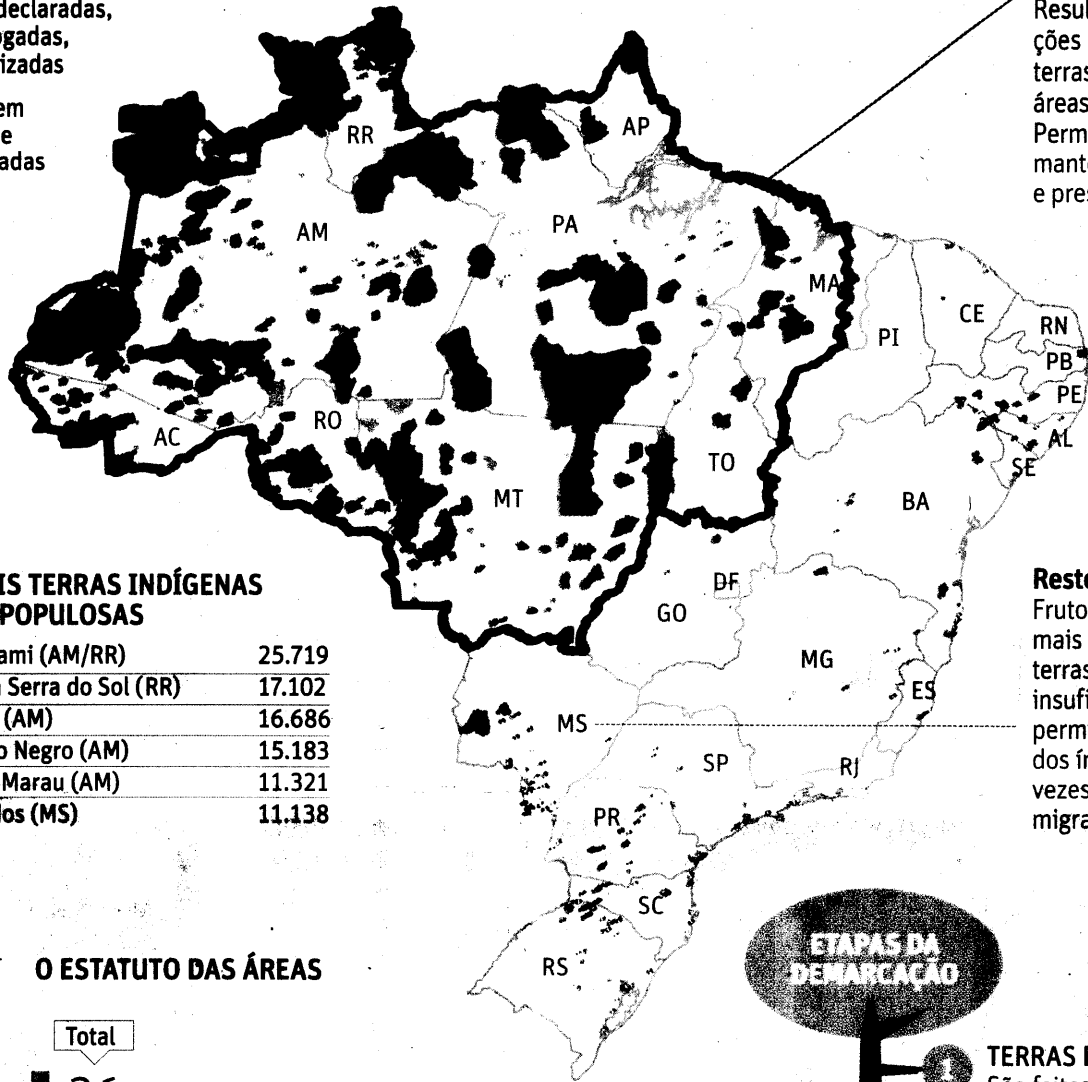 declaradas,
ogadas,
izadas
em
e
adas
Resul
ções
terras
áreas
Perm
mant
e pres
RR
AP
AM
PA
MA
CE
RN
PI
PB
PE
AC
RO
TO
AL
SE
MT
BA
DF
GO
MG
ES
MS
SP
RJ
PR
SC
RS
IS TERRAS INDÍGENAS
POPULOSAS
ami (AM/RR) 25.719
a Serra do Sol (RR) 17.102
(AM) 16.686
o Negro (AM) 15.183
Marau (AM) 11.321
dos (MS) 11.138
Resto
Fruto
mais
terras
insufi
perm
dos ín
vezes
migra
O ESTATUTO DAS ÁREAS
Total
ETAPAS DA
DEMARCAÇÃO
1
TERRAS